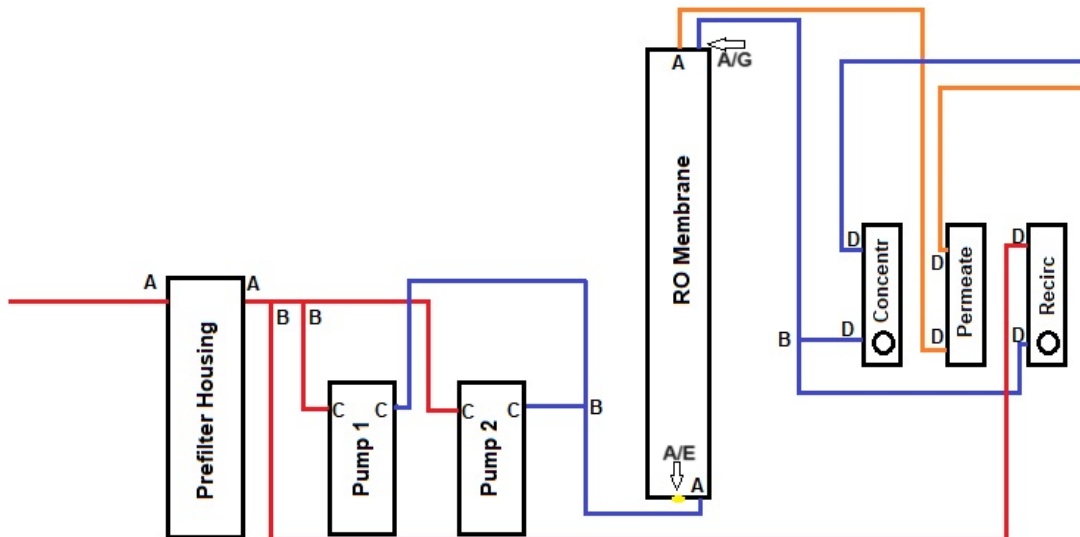 A
A/G
RO Membrane
A/E
A
A
A
Prefilter Housing
B
B
C
C
Pump 1
C
C
Pump 2
B
B
D
D
Concentr
D
D
Permeate
D
D
Recirc